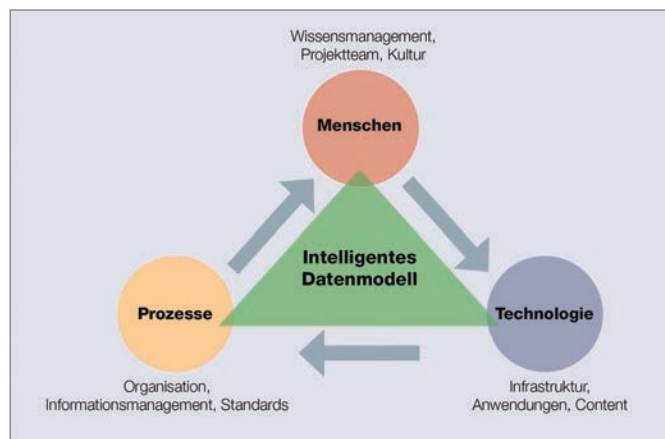 Wissensmanagement,
Projektteam, Kultur
Menschen
Intelligentes
Datenmodell
Prozesse
Technologie
Organisation,
Informationsmanagement, Standards
Infrastruktur,
Anwendungen, Content